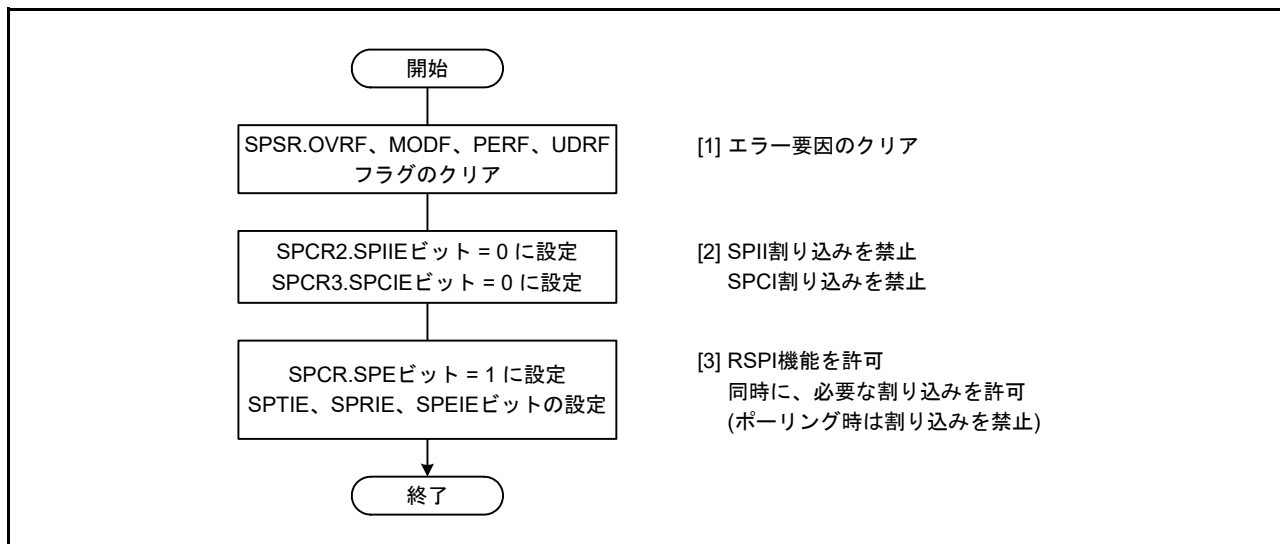 開始
SPSR.OVRF、MODF、PERF、UDRF
フラグのクリア
[1] エラー要因のクリア
SPCR2.SPIIEビット = 0 に設定
SPCR3.SPCIEビット = 0 に設定
[2] SPII割り込みを禁止
SPCI割り込みを禁止
SPCR.SPEビット = 1 に設定
SPTIE、SPRIE、SPEIEビットの設定
[3] RSPI機能を許可
同時に、必要な割り込みを許可
(ポーリング時は割り込みを禁止)
終了